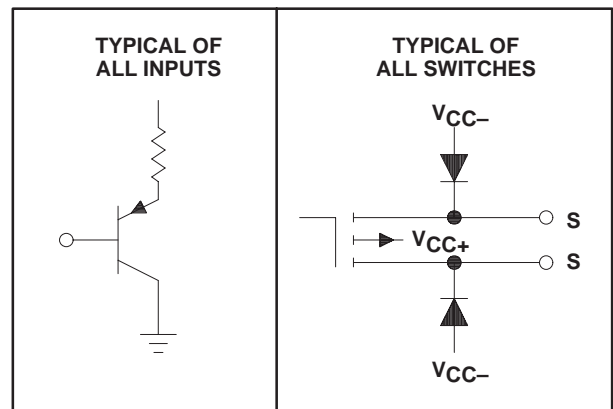 TYPICAL OF
ALL INPUTS
TYPICAL OF
ALL SWITCHES
VCC–
S
VCC+
S
VCC–